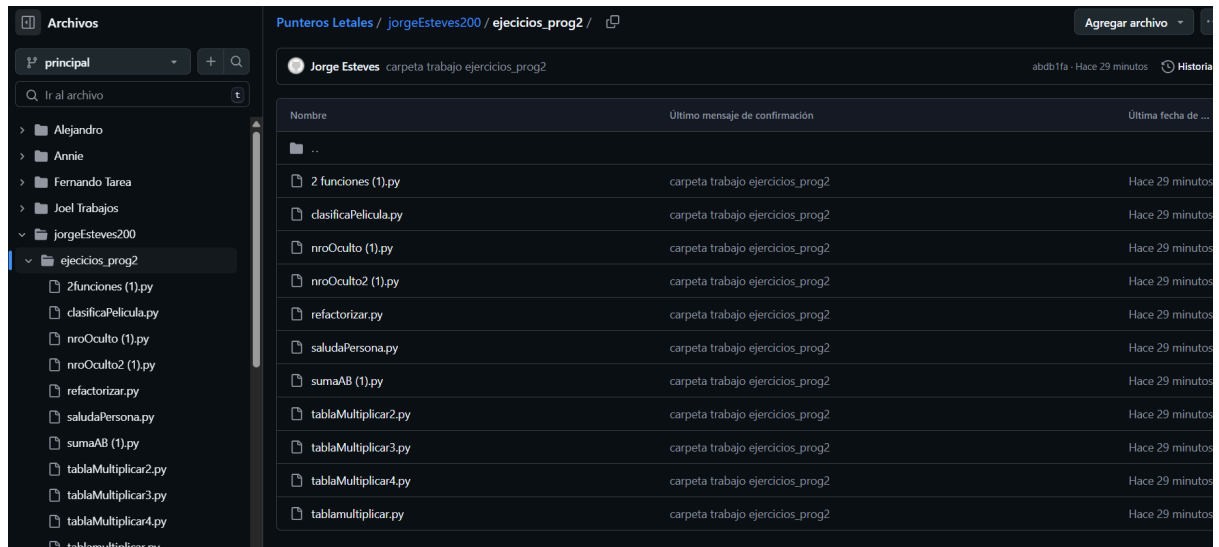 Archivos
principal
Ir al archivo
t
Alejandro
Annie
Fernando Tarea
Joel Trabajos
jorgeEsteves200
ejecicios_prog2
2funciones (1).py
clasificaPelicula.py
nroOculto (1).py
nroOculto2 (1).py
refactorizar.py
saludaPersona.py
sumaAB (1).py
tablaMultiplicar2.py
tablaMultiplicar3.py
tablaMultiplicar4.py
tablamultiplicar.py
Punteros Letales / jorgeEsteves200 / ejecicios_prog2 /
Agregar archivo
Jorge Esteves carpeta trabajo ejercicios_prog2 abdb1fa · Hace 29 minutos Historia
Nombre Último mensaje de confirmación Última fecha de ...
..
2 funciones (1).py carpeta trabajo ejercicios_prog2 Hace 29 minutos
clasificaPelicula.py carpeta trabajo ejercicios_prog2 Hace 29 minutos
nroOculto (1).py carpeta trabajo ejercicios_prog2 Hace 29 minutos
nroOculto2 (1).py carpeta trabajo ejercicios_prog2 Hace 29 minutos
refactorizar.py carpeta trabajo ejercicios_prog2 Hace 29 minutos
saludaPersona.py carpeta trabajo ejercicios_prog2 Hace 29 minutos
sumaAB (1).py carpeta trabajo ejercicios_prog2 Hace 29 minutos
tablaMultiplicar2.py carpeta trabajo ejercicios_prog2 Hace 29 minutos
tablaMultiplicar3.py carpeta trabajo ejercicios_prog2 Hace 29 minutos
tablaMultiplicar4.py carpeta trabajo ejercicios_prog2 Hace 29 minutos
tablamultiplicar.py carpeta trabajo ejercicios_prog2 Hace 29 minutos